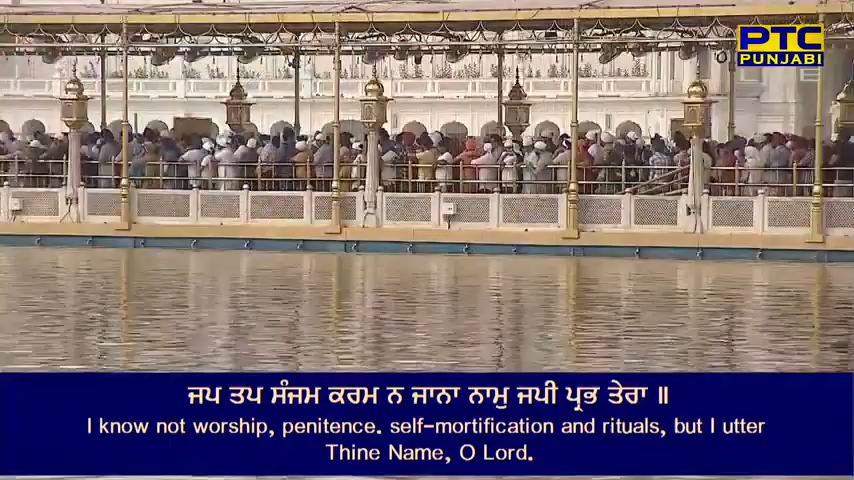 PTC
PUNJABI
ਜਪ ਤਪ ਸੰਜਮ ਕਰਮ ਨ ਜਾਨਾ ਨਾਮੁ ਜਪੀ ਪ੍ਰਭ ਤੇਰਾ ॥
I know not worship, penitence. self-mortification and rituals, but I utter
Thine Name, O Lord.